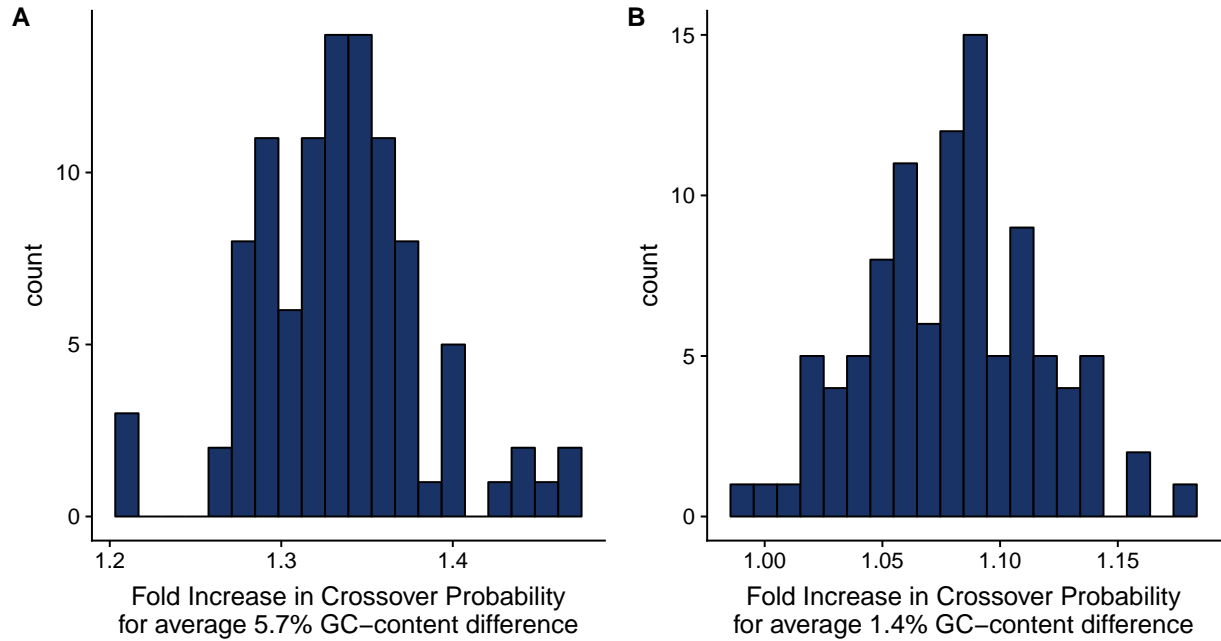 A
count
10
5
0
1.2
1.3
1.4
Fold Increase in Crossover Probability
for average 5.7% GC−content difference
B
count
15
10
5
0
1.00
1.05
1.10
1.15
Fold Increase in Crossover Probability
for average 1.4% GC−content difference